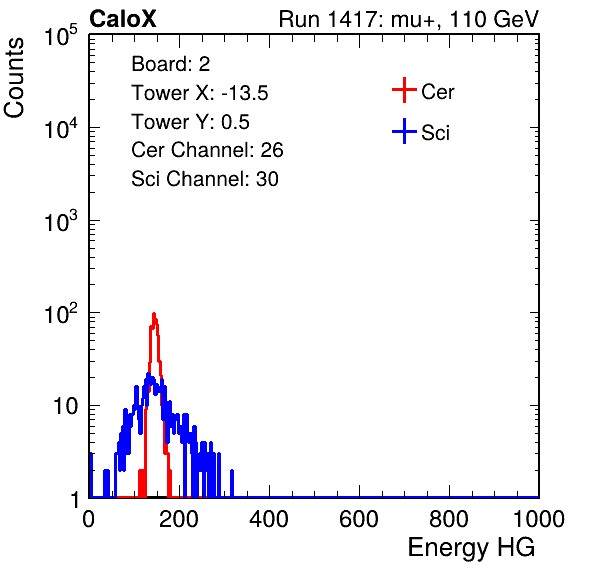 CaloX Run 1417: mu+, 110 GeV
Counts
Board: 2
Tower X: -13.5
Tower Y: 0.5
Cer Channel: 26
Sci Channel: 30
Cer
Sci
10^5
10^4
10^3
10^2
10
1
0 200 400 600 800 1000
Energy HG